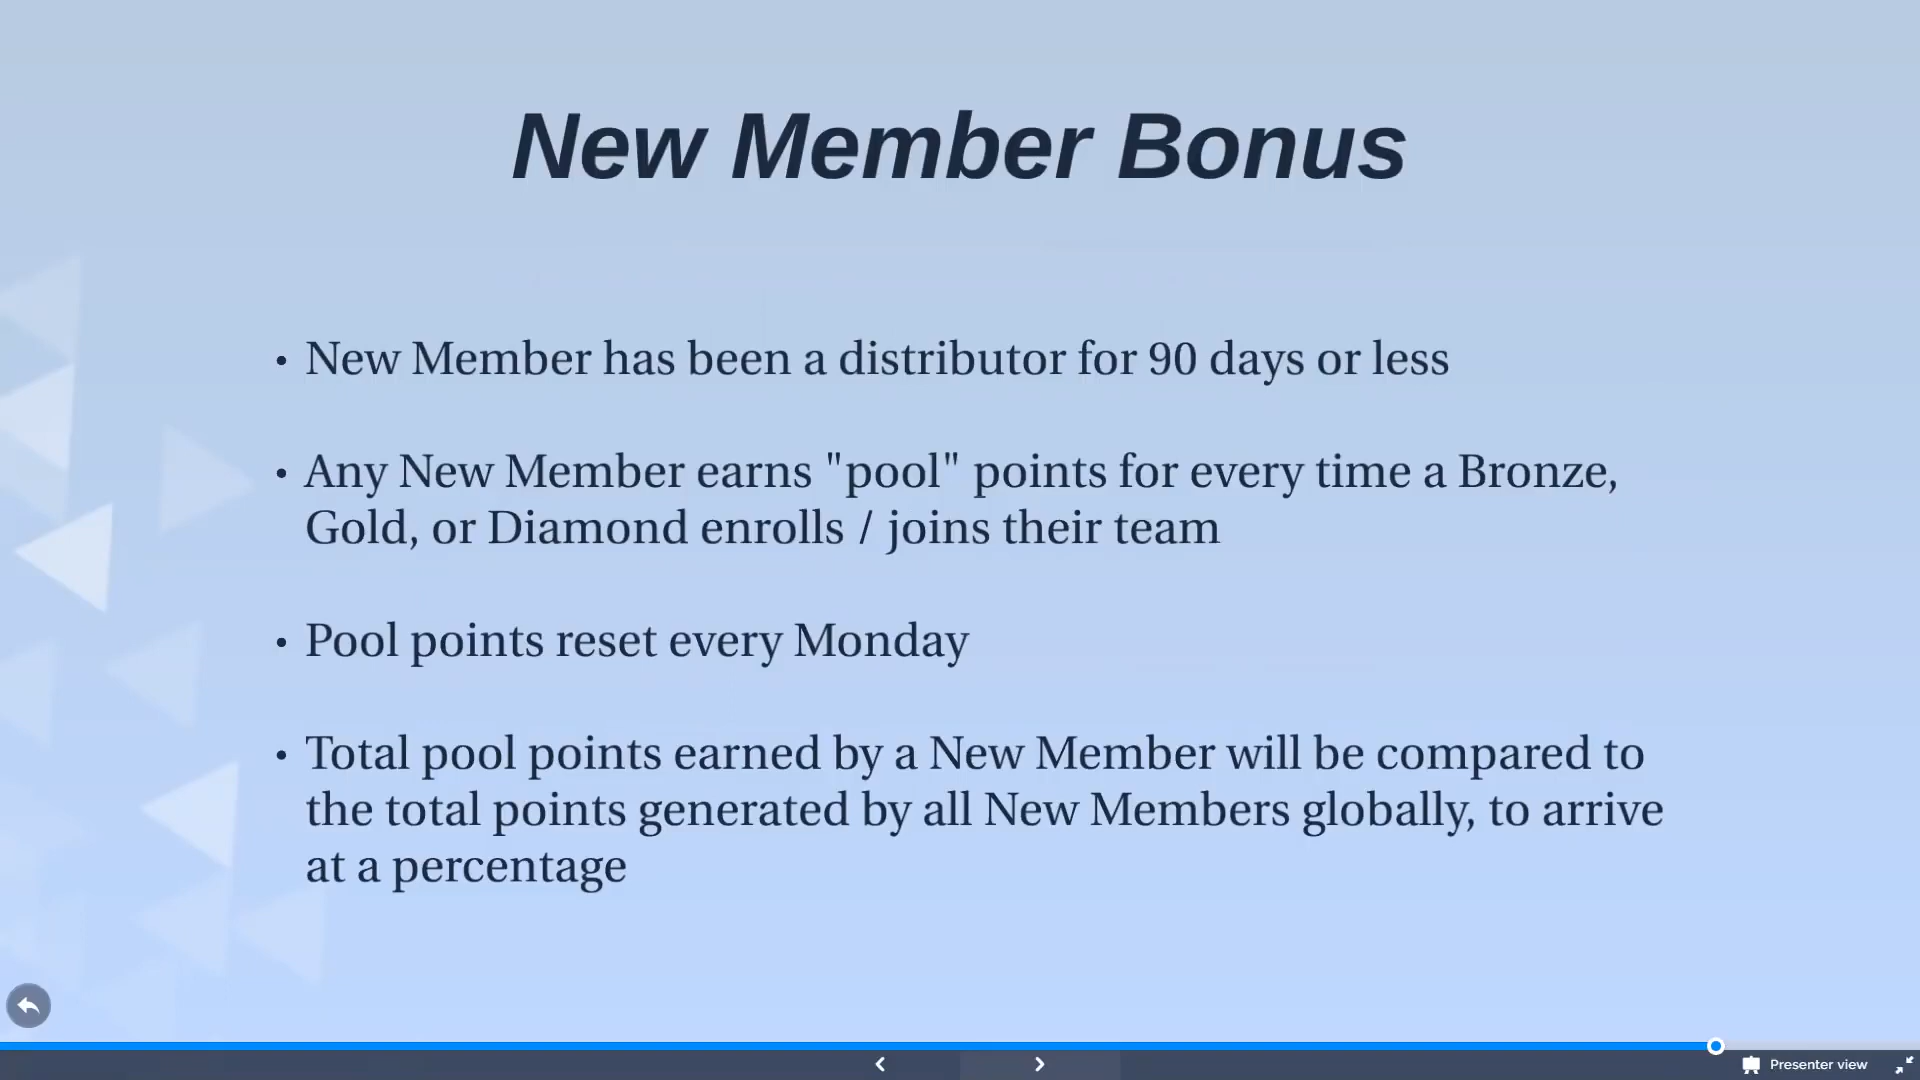 New Member Bonus
• New Member has been a distributor for 90 days or less
• Any New Member earns "pool" points for every time a Bronze,
Gold, or Diamond enrolls / joins their team
• Pool points reset every Monday
• Total pool points earned by a New Member will be compared to
the total points generated by all New Members globally, to arrive
at a percentage
Presenter view